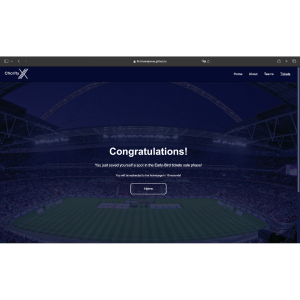 Charity X
Home
About
Teams
Tickets
Congratulations!
You just saved yourself a spot in the Early-Bird tickets sale phase!
You will be redirected to the homepage in 10 seconds!
Home